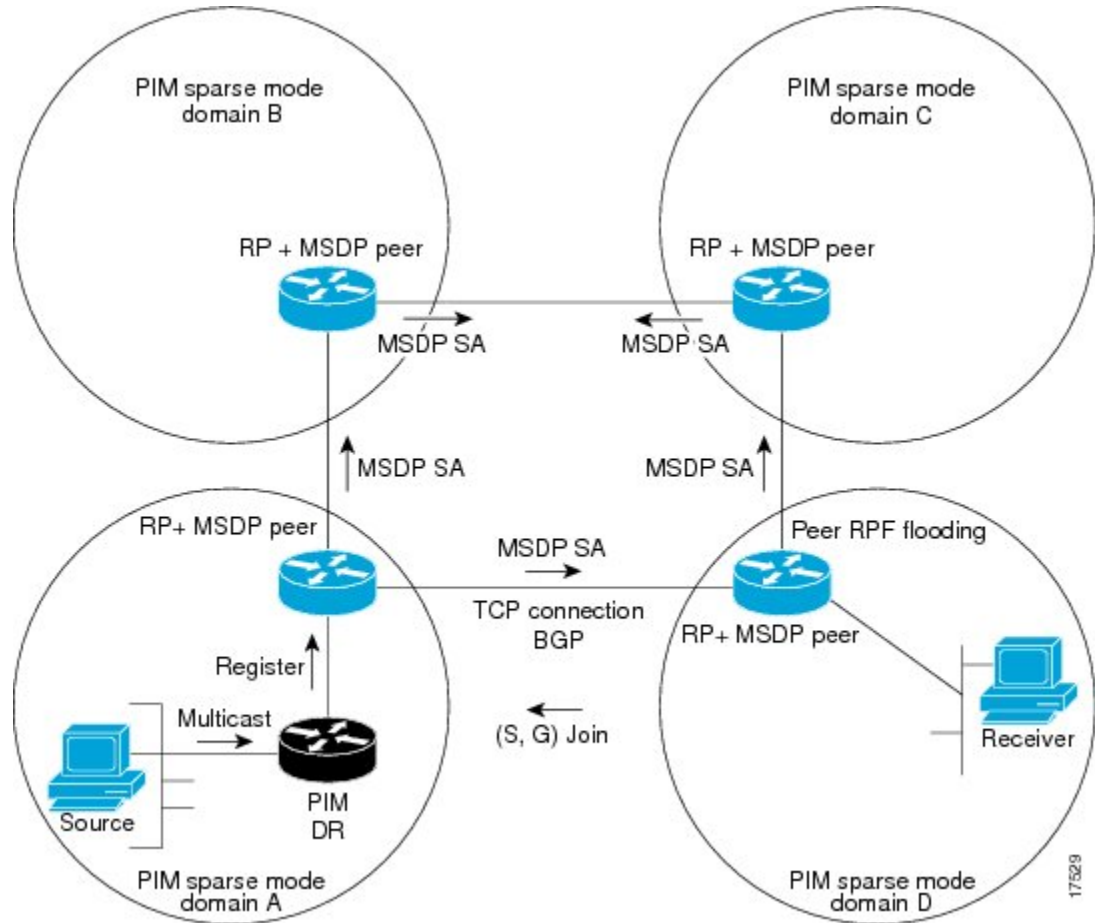 PIM sparse mode
domain B
PIM sparse mode
domain C
RP + MSDP peer
RP + MSDP peer
MSDP SA
MSDP SA
MSDP SA
MSDP SA
RP+ MSDP peer
Peer RPF flooding
MSDP SA
TCP connection
BGP
RP+ MSDP peer
Register
Multicast
(S, G) Join
Receiver
Source
PIM
DR
PIM sparse mode
domain A
PIM sparse mode
domain D
17529